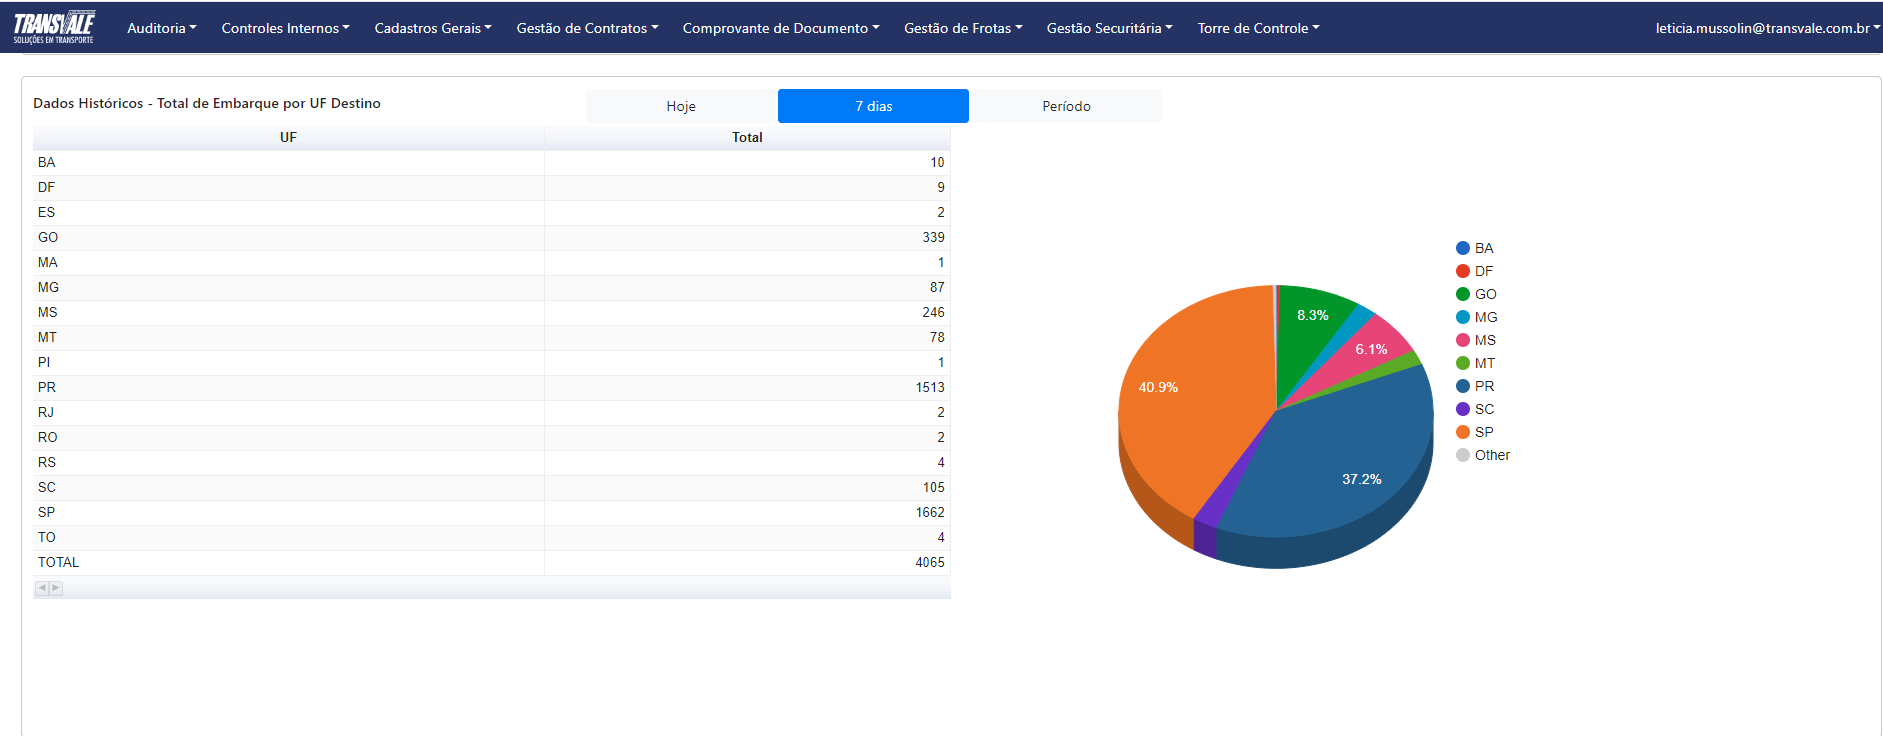 TRANSVALE
SOLUÇÕES EM TRANSPORTE
Auditoria Controles Internos Cadastros Gerais Gestão de Contratos Comprovante de Documento Gestão de Frotas Gestão Securitária Torre de Controle leticia.mussolin@transvale.com.br
Dados Históricos - Total de Embarque por UF Destino Hoje 7 dias Período
UF Total
BA 10
DF 9
ES 2
GO 339
MA 1
MG 87
MS 246
MT 78
PI 1
PR 1513
RJ 2
RO 2
RS 4
SC 105
SP 1662
TO 4
TOTAL 4065
8.3%
6.1%
40.9%
37.2%
BA
DF
GO
MG
MS
MT
PR
SC
SP
Other